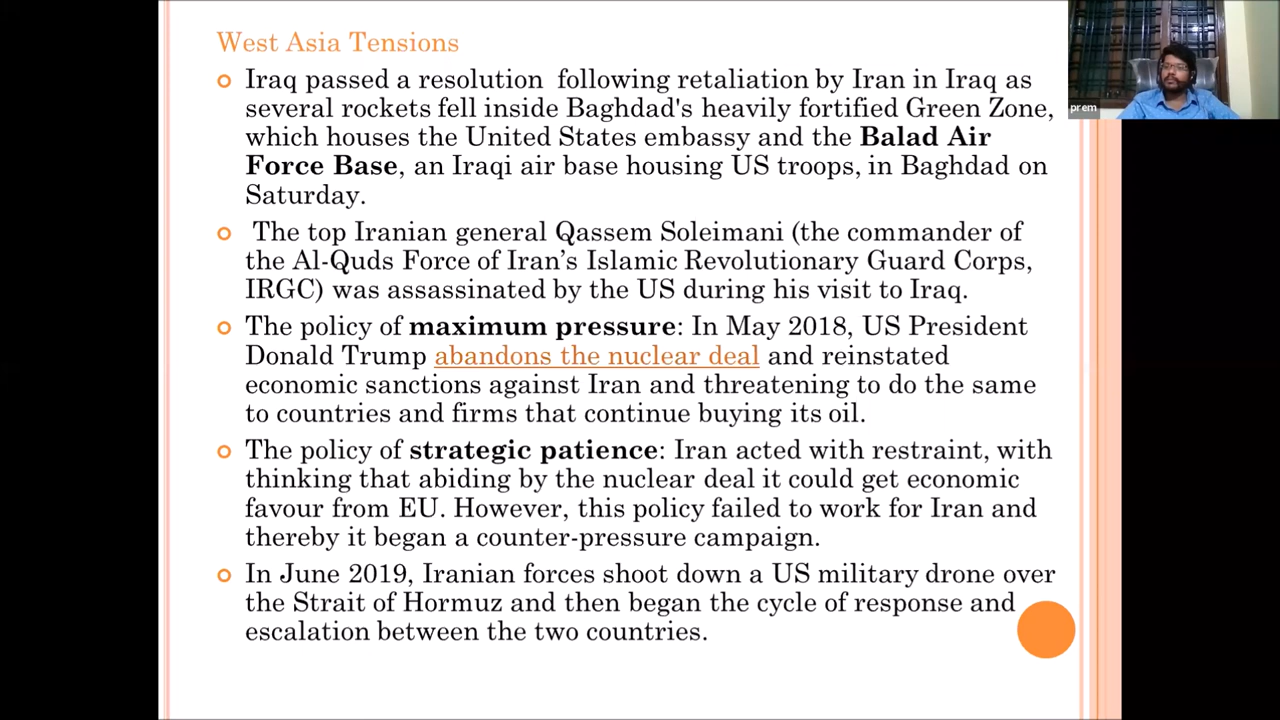 West Asia Tensions
Iraq passed a resolution  following retaliation by Iran in Iraq as
several rockets fell inside Baghdad's heavily fortified Green Zone,
which houses the United States embassy and the Balad Air
Force Base, an Iraqi air base housing US troops, in Baghdad on
Saturday.
The top Iranian general Qassem Soleimani (the commander of
the Al-Quds Force of Iran’s Islamic Revolutionary Guard Corps,
IRGC) was assassinated by the US during his visit to Iraq.
The policy of maximum pressure: In May 2018, US President
Donald Trump abandons the nuclear deal and reinstated
economic sanctions against Iran and threatening to do the same
to countries and firms that continue buying its oil.
The policy of strategic patience: Iran acted with restraint, with
thinking that abiding by the nuclear deal it could get economic
favour from EU. However, this policy failed to work for Iran and
thereby it began a counter-pressure campaign.
In June 2019, Iranian forces shoot down a US military drone over
the Strait of Hormuz and then began the cycle of response and
escalation between the two countries.
prem